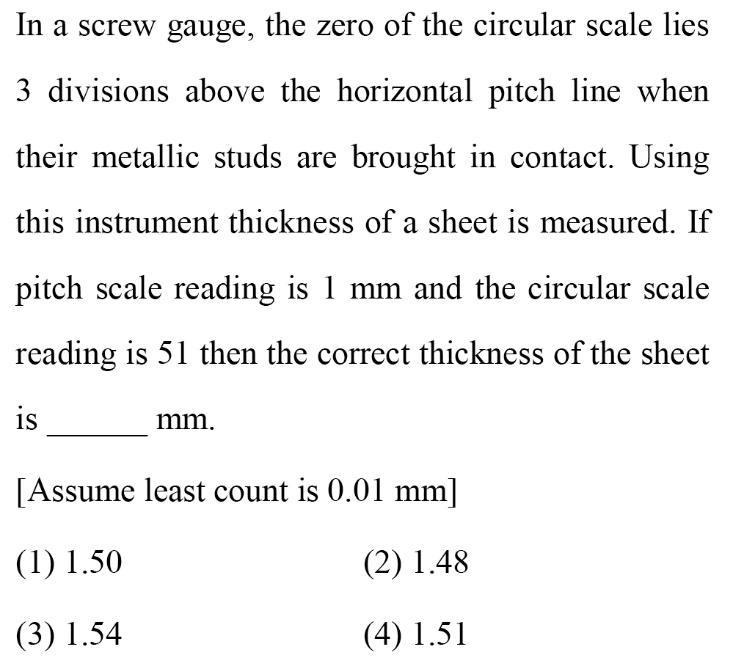 In a screw gauge, the zero of the circular scale lies
3 divisions above the horizontal pitch line when
their metallic studs are brought in contact. Using
this instrument thickness of a sheet is measured. If
pitch scale reading is 1 mm and the circular scale
reading is 51 then the correct thickness of the sheet
is ______ mm.
[Assume least count is 0.01 mm]
(1) 1.50 (2) 1.48
(3) 1.54 (4) 1.51